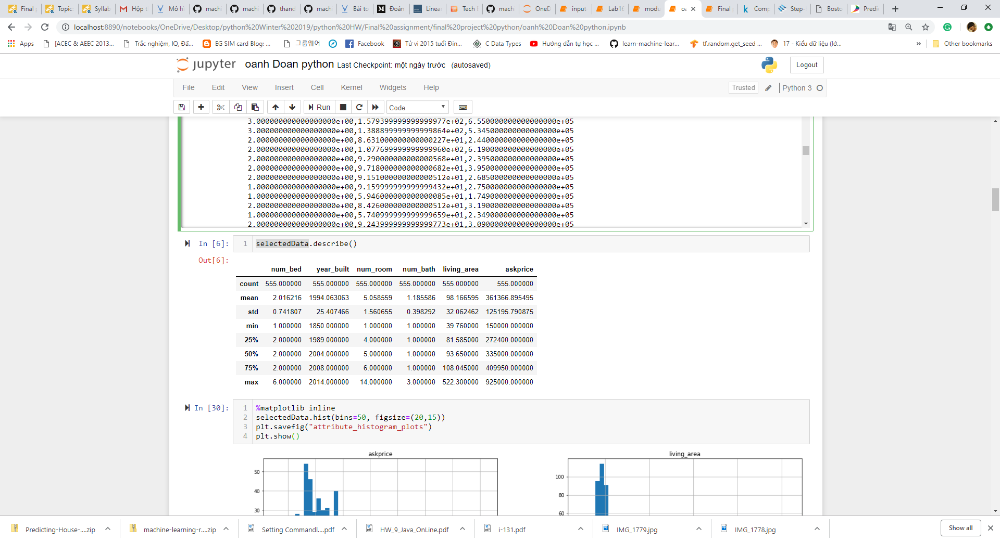 Final
Topic
Syllab
Hộp t
Mô hì
machi
machi
thand
machi
Bài to
Đoán
Linear
Tech
machi
OneD
input-
Lab16
modu
oa
Final
Comp
Step-
Bosto
Predi
localhost:8890/notebooks/OneDrive/Desktop/python%20Winter%202019/python%20HW/Final%20assignment/final%20project%20python/oanh%20Doan%20python.ipynb
Apps
[ACEC & AEEC 2013...
Trắc nghiệm, IQ, Đấ...
EG SIM card Blog: ...
그룹웨어
Facebook
Tử vi 2015 tuổi Đin...
C Data Types
Hướng dẫn tự học ...
learn-machine-lear...
tf.random.get_seed ...
17 - Kiểu dữ liệu (lớ...
»
Other bookmarks
jupyter oanh Doan python Last Checkpoint: một ngày trước (autosaved)
Logout
File Edit View Insert Cell Kernel Widgets Help
Trusted
Python 3
Run
Code
3.000000000000000000e+00,1.579399999999999977e+02,6.550000000000000000e+05
3.000000000000000000e+00,1.388899999999999864e+02,5.345000000000000000e+05
2.000000000000000000e+00,8.631000000000000227e+01,2.440000000000000000e+05
2.000000000000000000e+00,1.077699999999999960e+02,6.190000000000000000e+05
2.000000000000000000e+00,9.290000000000000568e+01,2.395000000000000000e+05
2.000000000000000000e+00,9.718000000000000682e+01,3.950000000000000000e+05
2.000000000000000000e+00,9.151000000000000512e+01,2.685000000000000000e+05
1.000000000000000000e+00,9.159999999999999432e+01,2.750000000000000000e+05
1.000000000000000000e+00,5.946000000000000085e+01,1.749000000000000000e+05
2.000000000000000000e+00,8.426000000000000512e+01,3.190000000000000000e+05
1.000000000000000000e+00,5.740999999999999659e+01,2.349000000000000000e+05
2.000000000000000000e+00,9.243999999999999773e+01,3.090000000000000000e+05
In [6]:
1 selectedData.describe()
Out[6]:
num_bed year_built num_room num_bath living_area askprice
count 555.000000 555.000000 555.000000 555.000000 555.000000 555.000000
mean 2.016216 1994.063063 5.058559 1.185586 98.166595 361366.895495
std 0.741807 25.407466 1.560655 0.398292 32.062462 125195.790875
min 1.000000 1850.000000 1.000000 1.000000 39.760000 150000.000000
25% 2.000000 1989.000000 4.000000 1.000000 81.585000 272400.000000
50% 2.000000 2004.000000 5.000000 1.000000 93.650000 335000.000000
75% 2.000000 2008.000000 6.000000 1.000000 108.045000 409950.000000
max 6.000000 2014.000000 14.000000 3.000000 522.300000 925000.000000
In [30]:
1 %matplotlib inline
2 selectedData.hist(bins=50, figsize=(20,15))
3 plt.savefig("attribute_histogram_plots")
4 plt.show()
askprice
50
40
30
living_area
100
80
60
Predicting-House-....zip
machine-learning-r....zip
Setting Commandl....pdf
HW_9_Java_OnLine.pdf
i-131.pdf
IMG_1779.jpg
IMG_1778.jpg
Show all